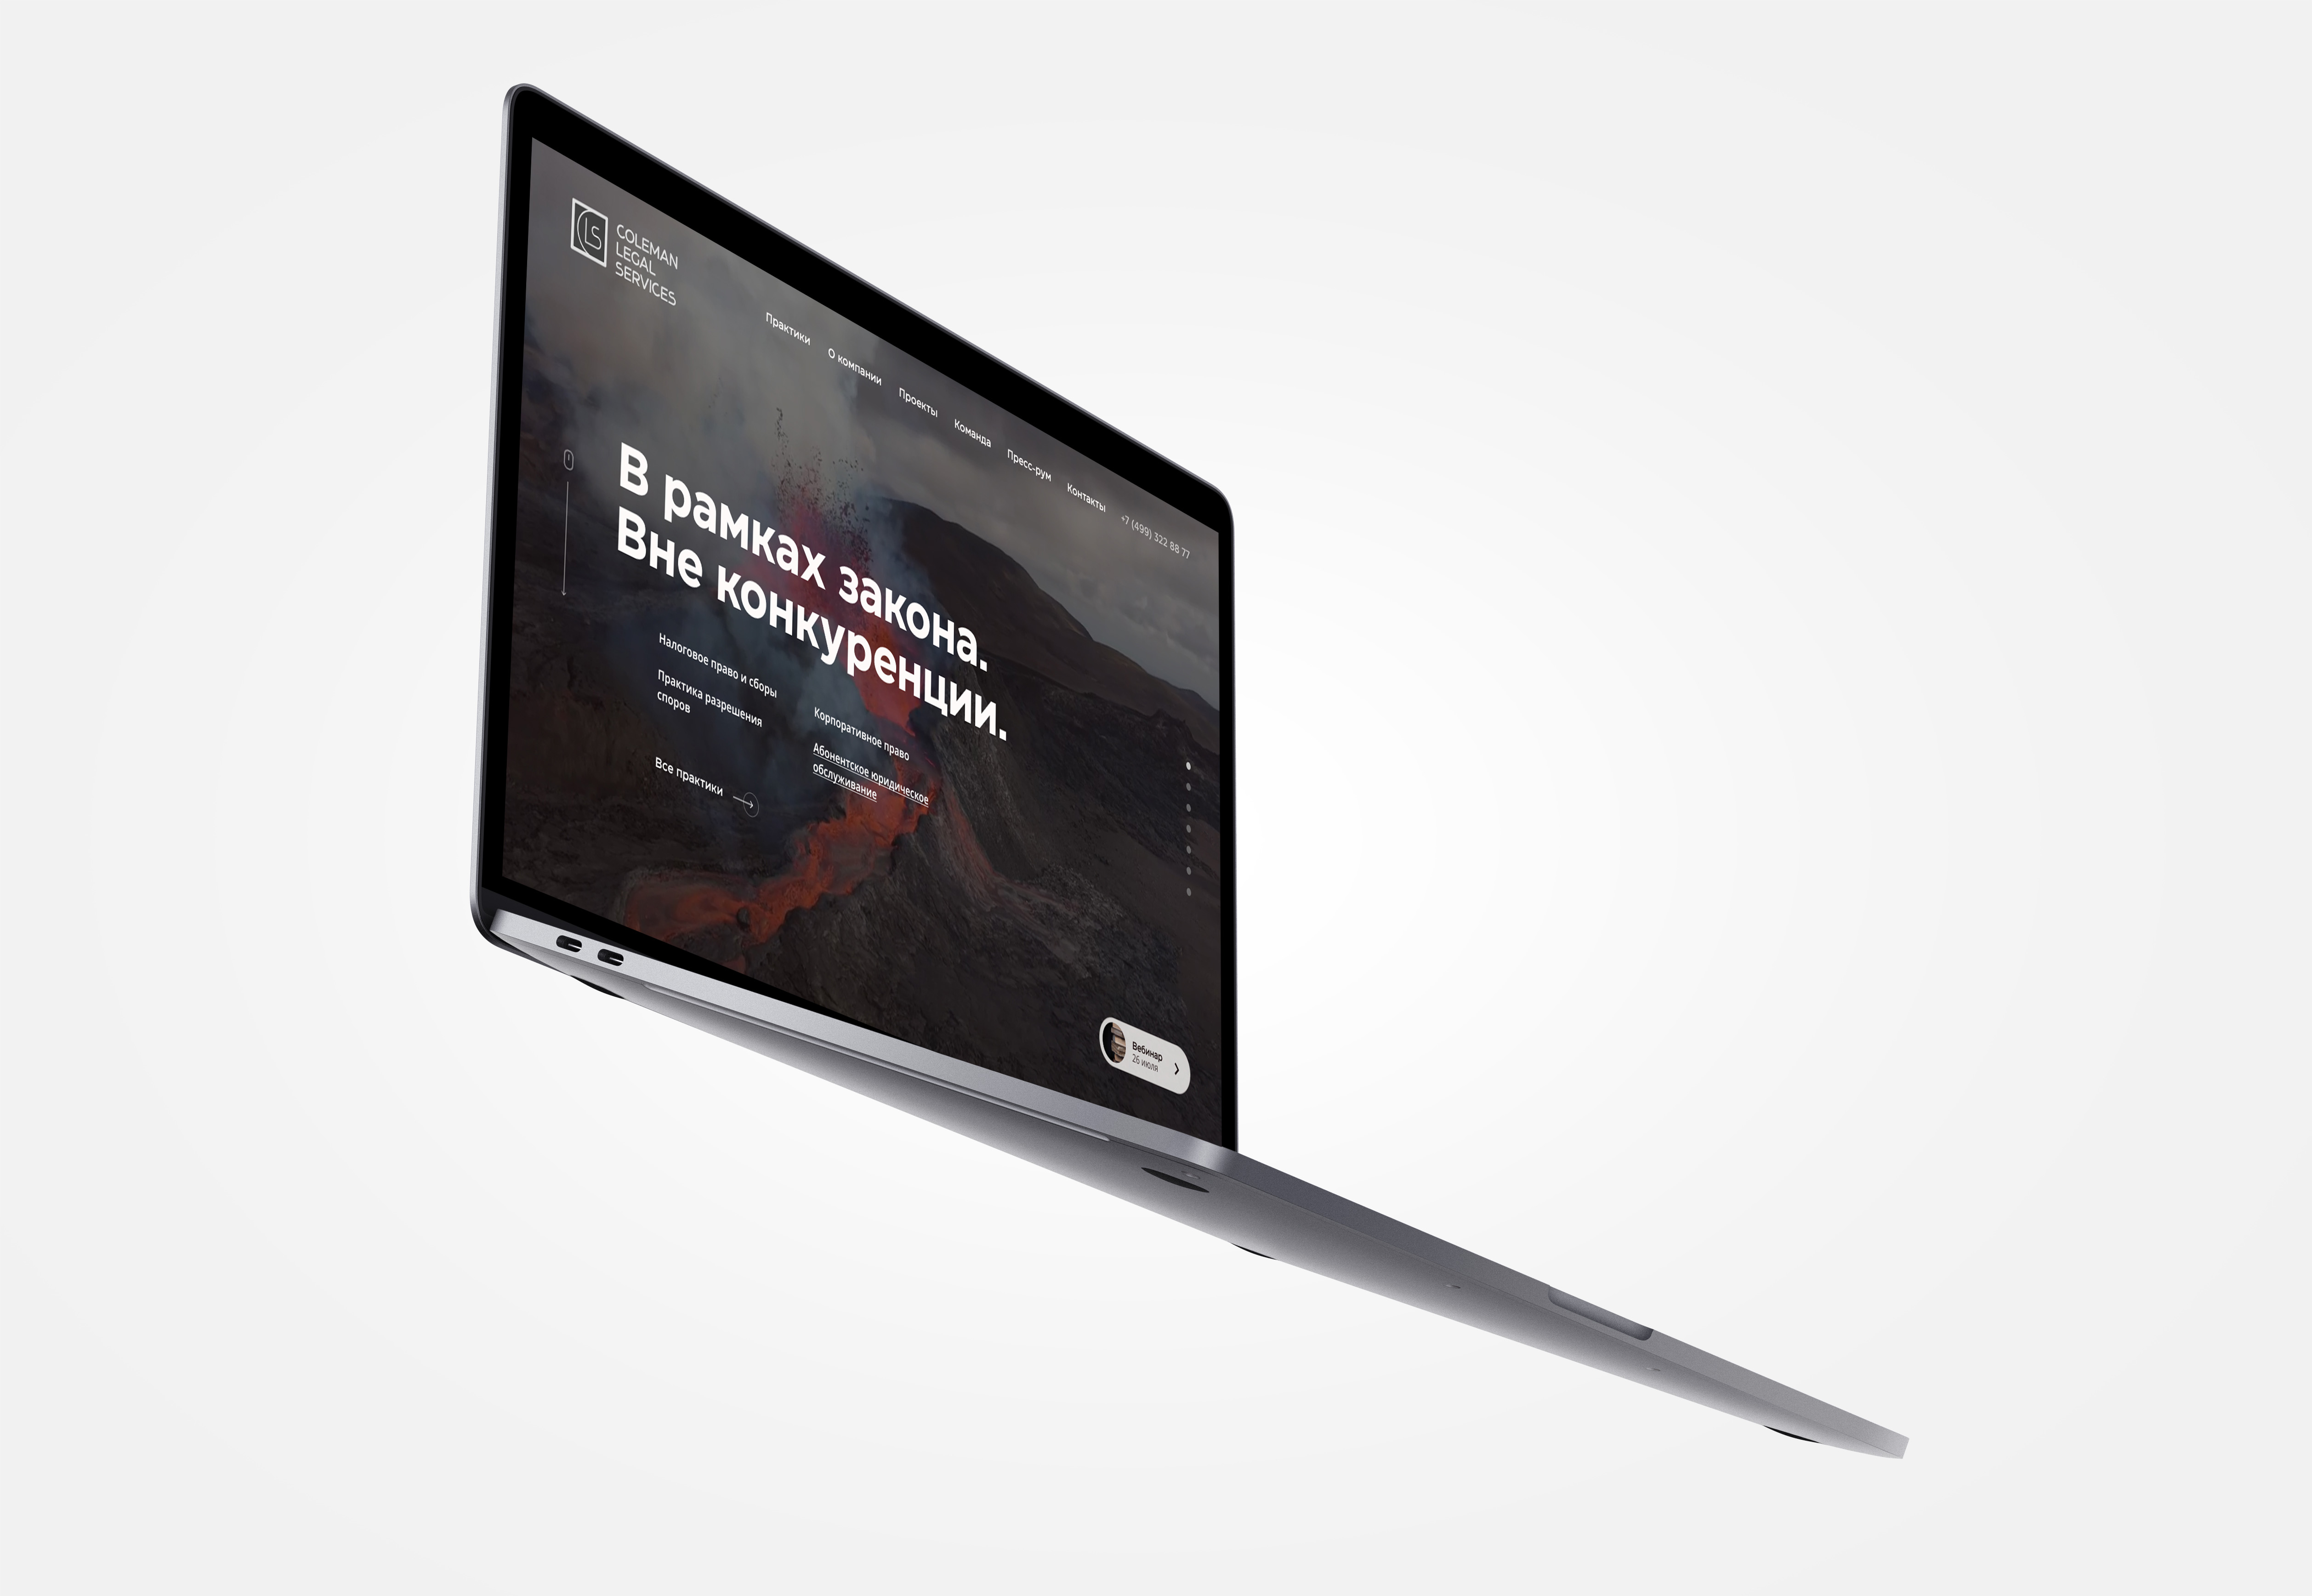 COLEMAN
LEGAL
SERVICES
Практики
О компании
Проекты
Команда
Пресс-рум
Контакты
+7 (499) 322 88 77
В рамках закона.
Вне конкуренции.
Налоговое право и сборы
Практика разрешения
споров
Корпоративное право
Абонентское юридическое
обслуживание
Все практики
Вебинар
26 июля